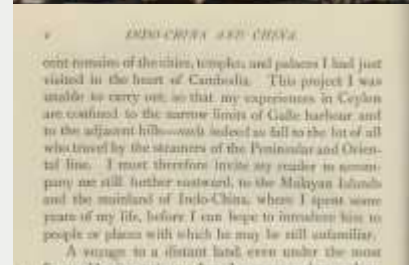 INDO-CHINA AND CHINA.
cent remains of the cities, temples, and palaces I had just
visited in the heart of Cambodia. This project I was
unable to carry out, so that my experiences in Ceylon
are confined to the narrow limits of Galle harbour and
to the adjacent hills—such indeed as fall to the lot of all
who travel by the steamers of the Peninsular and Orien-
tal line. I must therefore invite my reader to accom-
pany me still further eastward, to the Malayan Islands
and the mainland of Indo-China, where I spent some
years of my life, before I can hope to introduce him to
people or places with which he may be still unfamiliar.
A voyage to a distant land, even under the most